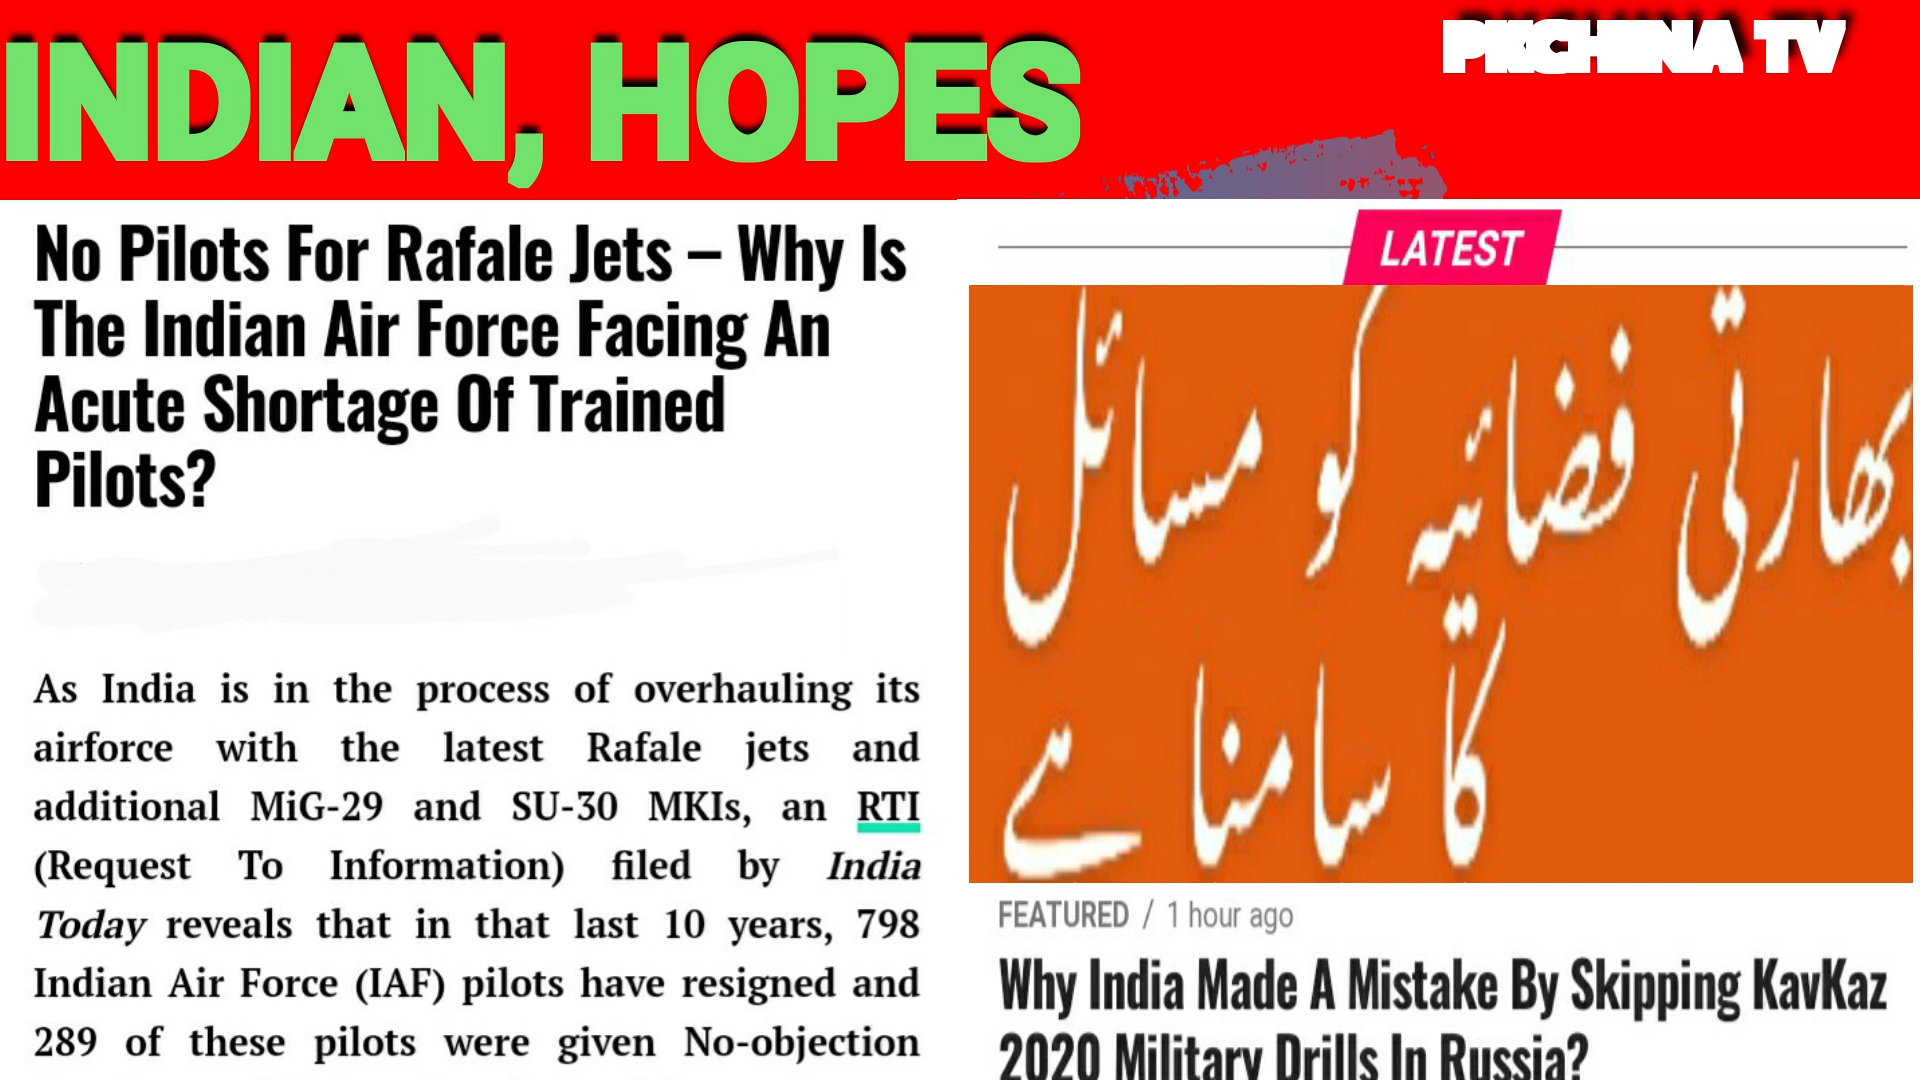 INDIAN, HOPES
PKCHINA TV
No Pilots For Rafale Jets – Why Is
The Indian Air Force Facing An
Acute Shortage Of Trained
Pilots?
As India is in the process of overhauling its
airforce with the latest Rafale jets and
additional MiG-29 and SU-30 MKIs, an RTI
(Request To Information) filed by India
Today reveals that in that last 10 years, 798
Indian Air Force (IAF) pilots have resigned and
289 of these pilots were given No-objection
LATEST
بھارتی فضائیہ کو مسائل
کا سامنا ہے
FEATURED / 1 hour ago
Why India Made A Mistake By Skipping KavKaz
2020 Military Drills In Russia?